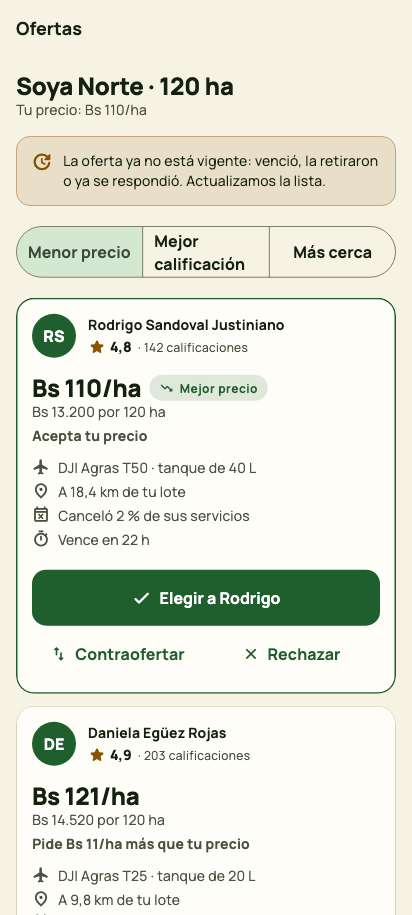 Ofertas
Soya Norte · 120 ha
Tu precio: Bs 110/ha
La oferta ya no está vigente: venció, la retiraron
o ya se respondió. Actualizamos la lista.
Menor precio
Mejor
calificación
Más cerca
RS
Rodrigo Sandoval Justiniano
4,8 · 142 calificaciones
Bs 110/ha
Mejor precio
Bs 13.200 por 120 ha
Acepta tu precio
DJI Agras T50 · tanque de 40 L
A 18,4 km de tu lote
Canceló 2 % de sus servicios
Vence en 22 h
Elegir a Rodrigo
Contraofertar
Rechazar
DE
Daniela Egüez Rojas
4,9 · 203 calificaciones
Bs 121/ha
Bs 14.520 por 120 ha
Pide Bs 11/ha más que tu precio
DJI Agras T25 · tanque de 20 L
A 9,8 km de tu lote